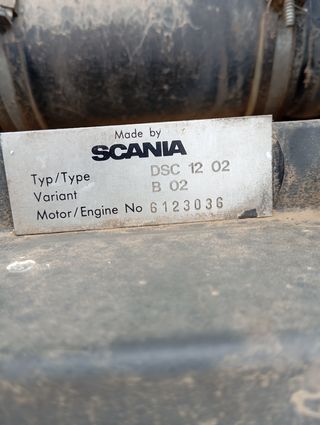 Made by
SCANIA
Typ/Type DSC 12 02
Variant B 02
Motor/Engine No 6123036